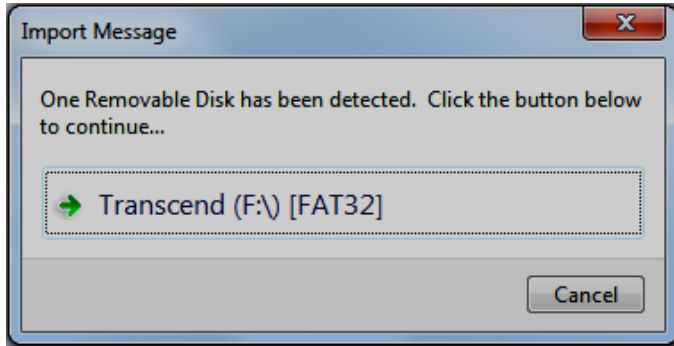 Import Message
One Removable Disk has been detected.  Click the button below
to continue...
Transcend (F:\) [FAT32]
Cancel